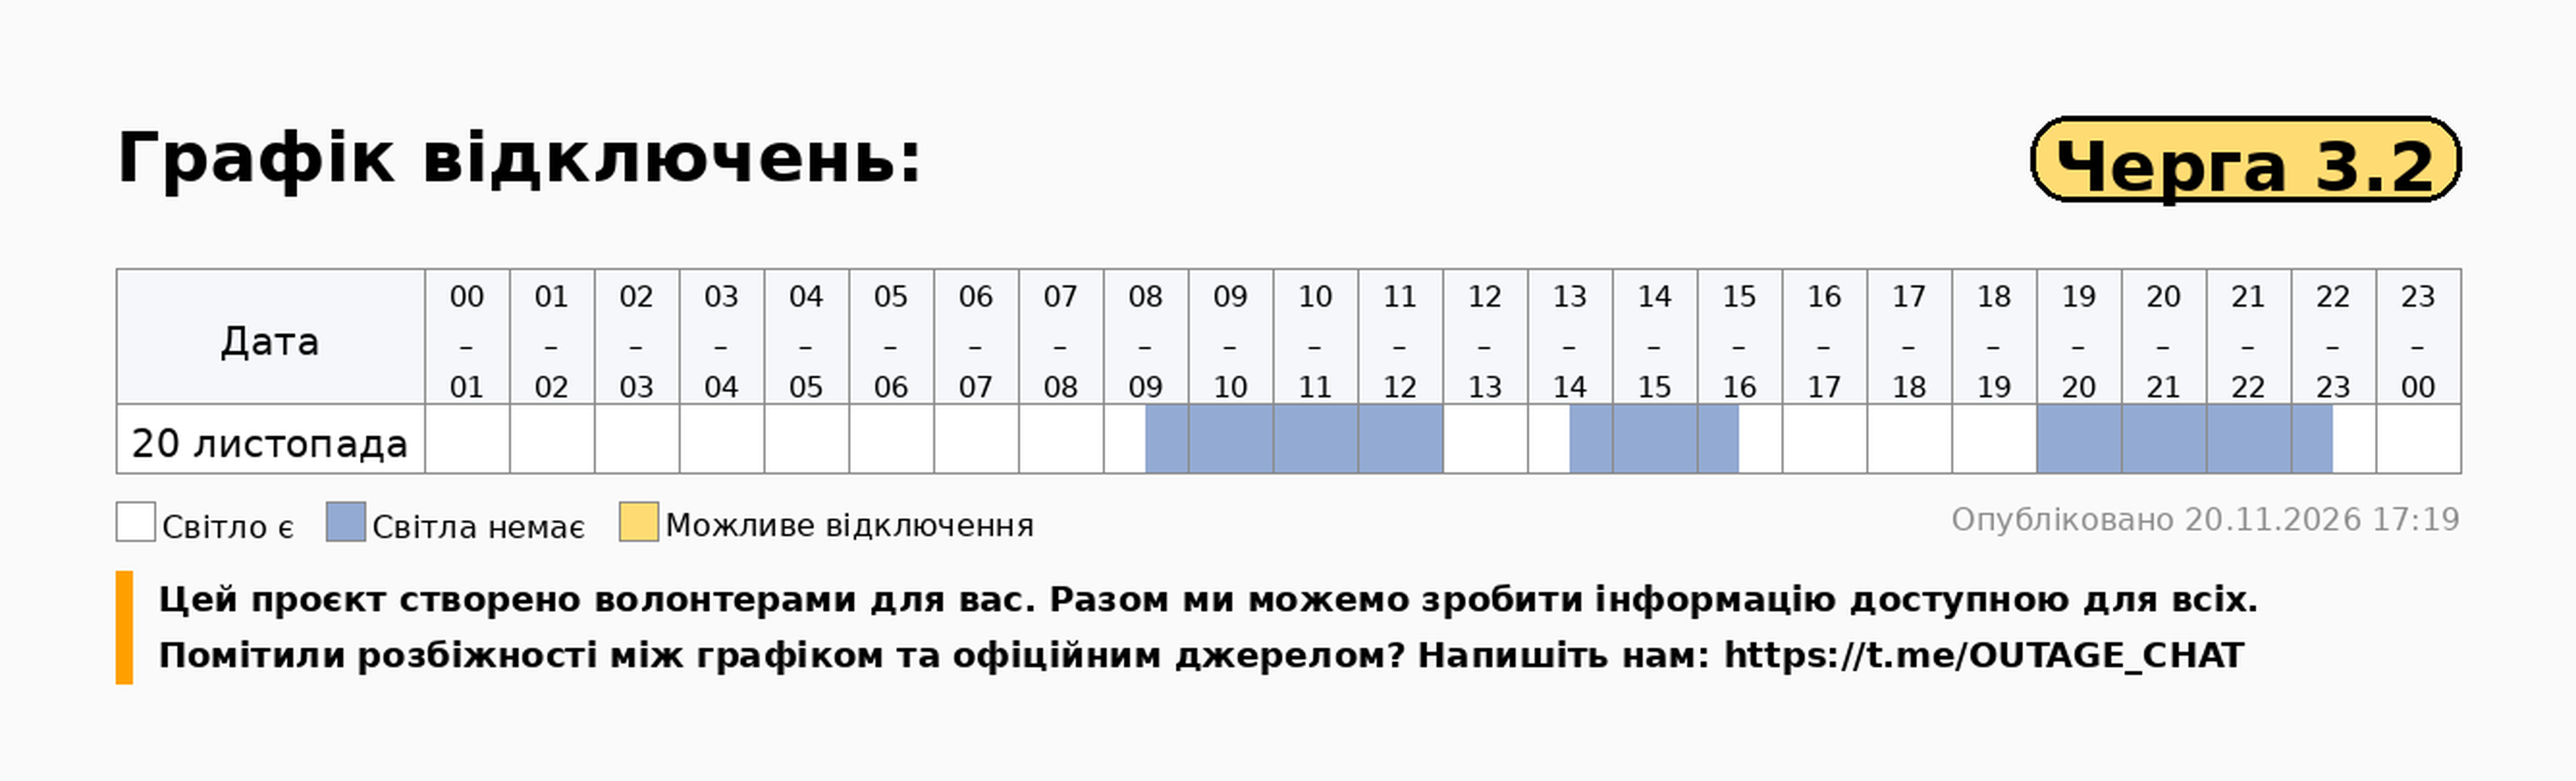 Графік відключень:
Черга 3.2
Дата
00 – 01
01 – 02
02 – 03
03 – 04
04 – 05
05 – 06
06 – 07
07 – 08
08 – 09
09 – 10
10 – 11
11 – 12
12 – 13
13 – 14
14 – 15
15 – 16
16 – 17
17 – 18
18 – 19
19 – 20
20 – 21
21 – 22
22 – 23
23 – 00
20 листопада
Світло є
Світла немає
Можливе відключення
Опубліковано 20.11.2026 17:19
Цей проєкт створено волонтерами для вас. Разом ми можемо зробити інформацію доступною для всіх.
Помітили розбіжності між графіком та офіційним джерелом? Напишіть нам: https://t.me/OUTAGE_CHAT